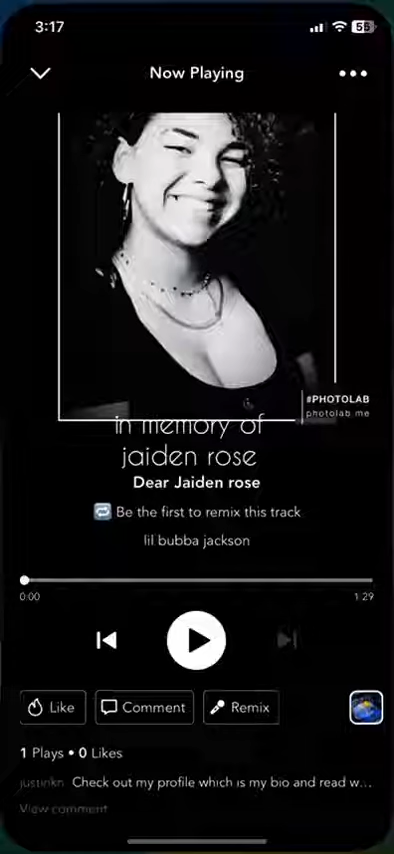 3:17
55
Now Playing
#PHOTOLAB
photolab me
in memory of
jaiden rose
Dear Jaiden rose
Be the first to remix this track
lil bubba jackson
0:00
1:29
Like
Comment
Remix
1 Plays • 0 Likes
justinkn Check out my profile which is my bio and read w...
View comment